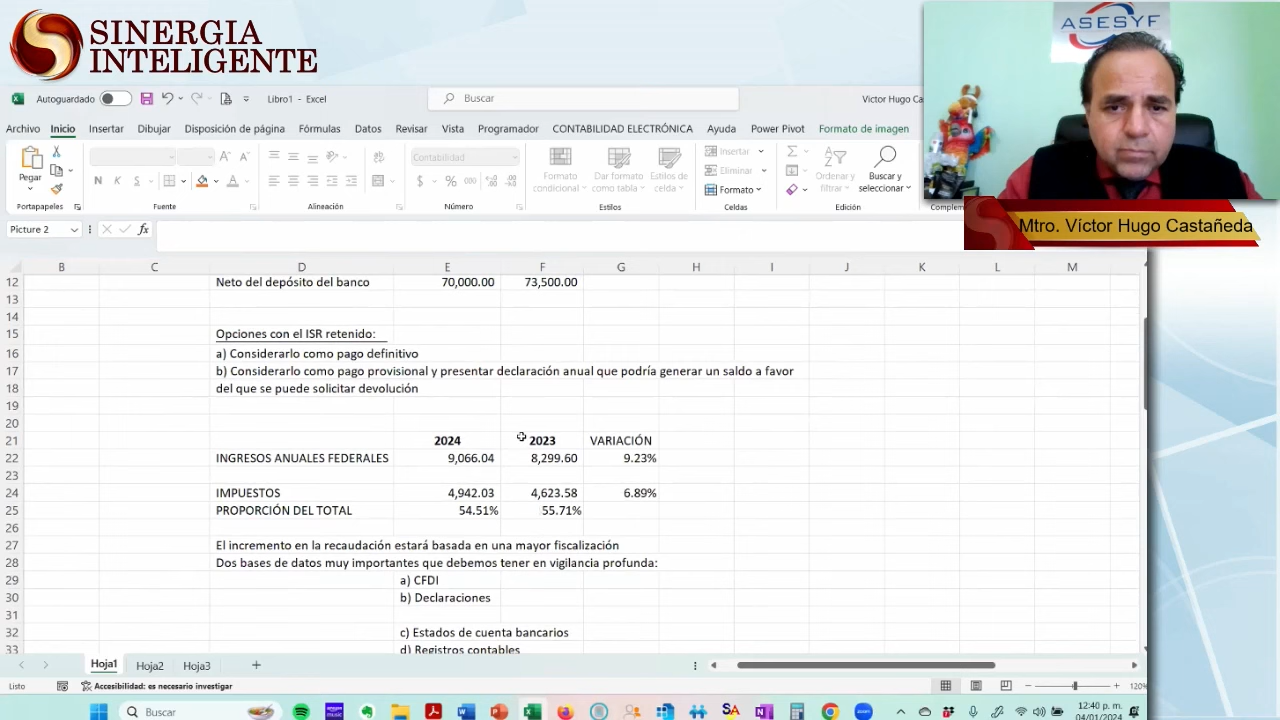 SINERGIA
INTELIGENTE
ASESYF
Autoguardado
Libro1 - Excel
Buscar
Victor Hugo Ca
Archivo Inicio Insertar Dibujar Disposición de página Fórmulas Datos Revisar Vista Programador CONTABILIDAD ELECTRÓNICA Ayuda Power Pivot Formato de imagen
Pegar
N K S
Contabilidad
$ % 000
Formato condicional
Dar formato como tabla
Estilos de celda
Insertar
Eliminar
Formato
Ordenar y filtrar
Buscar y seleccionar
Portapapeles Fuente Alineación Número Estilos Celdas Edición Complem
Mtro. Víctor Hugo Castañeda
Picture 2 fx
B C D E F G H I J K L M
12 Neto del depósito del banco 70,000.00 73,500.00
13
14
15 Opciones con el ISR retenido:
16 a) Considerarlo como pago definitivo
17 b) Considerarlo como pago provisional y presentar declaración anual que podría generar un saldo a favor
18 del que se puede solicitar devolución
19
20
21 2024 2023 VARIACIÓN
22 INGRESOS ANUALES FEDERALES 9,066.04 8,299.60 9.23%
23
24 IMPUESTOS 4,942.03 4,623.58 6.89%
25 PROPORCIÓN DEL TOTAL 54.51% 55.71%
26
27 El incremento en la recaudación estará basada en una mayor fiscalización
28 Dos bases de datos muy importantes que debemos tener en vigilancia profunda:
29 a) CFDI
30 b) Declaraciones
31
32 c) Estados de cuenta bancarios
33 d) Registros contables
Hoja1 Hoja2 Hoja3
Listo Accesibilidad: es necesario investigar 120%
Buscar
12:40 p. m.
04/01/2024